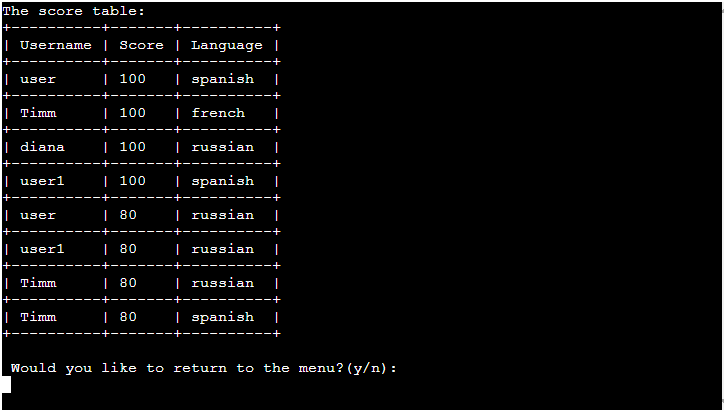 The score table:
+----------+-------+----------+
| Username | Score | Language |
+----------+-------+----------+
| user     | 100   | spanish  |
+----------+-------+----------+
| Timm     | 100   | french   |
+----------+-------+----------+
| diana    | 100   | russian  |
+----------+-------+----------+
| user1    | 100   | spanish  |
+----------+-------+----------+
| user     | 80    | russian  |
+----------+-------+----------+
| user1    | 80    | russian  |
+----------+-------+----------+
| Timm     | 80    | russian  |
+----------+-------+----------+
| Timm     | 80    | spanish  |
+----------+-------+----------+
Would you like to return to the menu?(y/n):